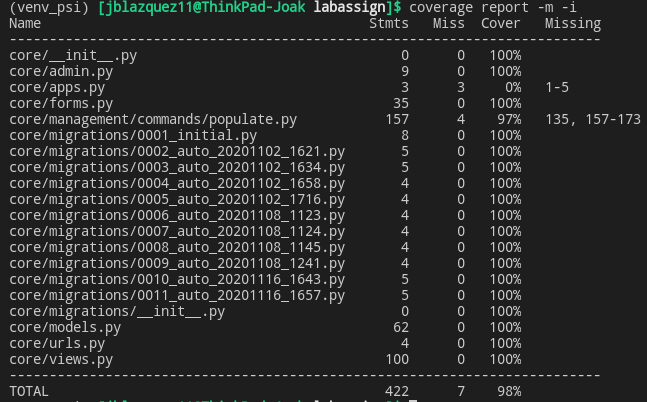 (venv_psi) [jblazquez11@ThinkPad-Joak labassign]$ coverage report -m -i
Name                                       Stmts   Miss  Cover   Missing
--------------------------------------------------------------------------
core/__init__.py                               0      0   100%
core/admin.py                                  9      0   100%
core/apps.py                                   3      3     0%   1-5
core/forms.py                                 35      0   100%
core/management/commands/populate.py         157      4    97%   135, 157-173
core/migrations/0001_initial.py                8      0   100%
core/migrations/0002_auto_20201102_1621.py     5      0   100%
core/migrations/0003_auto_20201102_1634.py     5      0   100%
core/migrations/0004_auto_20201102_1658.py     4      0   100%
core/migrations/0005_auto_20201102_1716.py     4      0   100%
core/migrations/0006_auto_20201108_1123.py     4      0   100%
core/migrations/0007_auto_20201108_1124.py     4      0   100%
core/migrations/0008_auto_20201108_1145.py     4      0   100%
core/migrations/0009_auto_20201108_1241.py     4      0   100%
core/migrations/0010_auto_20201116_1643.py     5      0   100%
core/migrations/0011_auto_20201116_1657.py     5      0   100%
core/migrations/__init__.py                    0      0   100%
core/models.py                                62      0   100%
core/urls.py                                   4      0   100%
core/views.py                                100      0   100%
--------------------------------------------------------------------------
TOTAL                                        422      7    98%